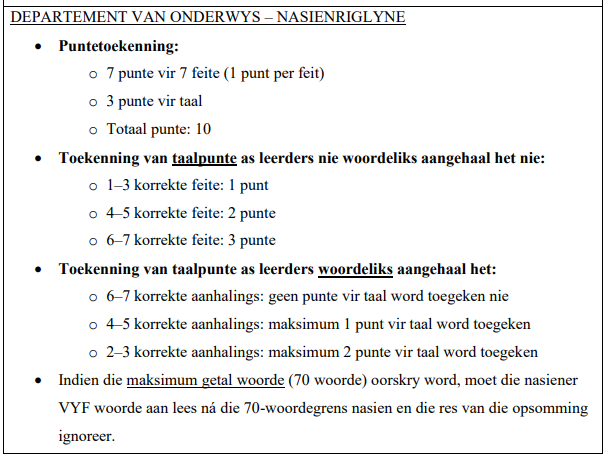 DEPARTEMENT VAN ONDERWYS – NASIENRIGLYNE
• Puntetoekenning:
o 7 punte vir 7 feite (1 punt per feit)
o 3 punte vir taal
o Totaal punte: 10
• Toekenning van taalpunte as leerders nie woordeliks aangehaal het nie:
o 1–3 korrekte feite: 1 punt
o 4–5 korrekte feite: 2 punte
o 6–7 korrekte feite: 3 punte
• Toekenning van taalpunte as leerders woordeliks aangehaal het:
o 6–7 korrekte aanhalings: geen punte vir taal word toegeken nie
o 4–5 korrekte aanhalings: maksimum 1 punt vir taal word toegeken
o 2–3 korrekte aanhalings: maksimum 2 punte vir taal word toegeken
• Indien die maksimum getal woorde (70 woorde) oorskry word, moet die nasiener
VYF woorde aan lees ná die 70-woordegrens nasien en die res van die opsomming
ignoreer.